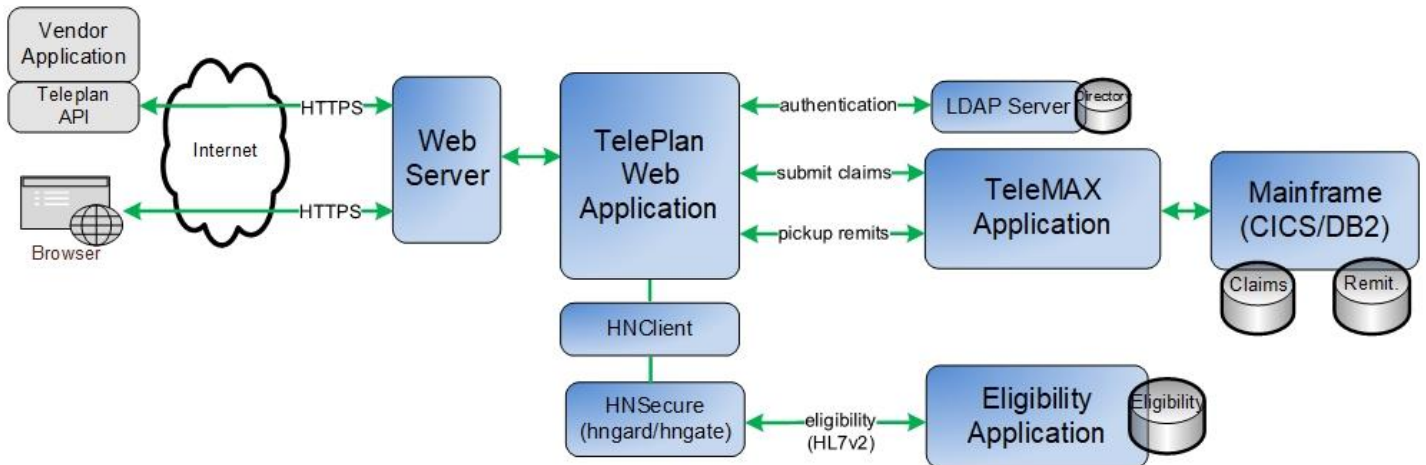 Vendor
Application
Teleplan
API
HTTPS
Internet
HTTPS
Browser
Web
Server
TelePlan
Web
Application
authentication
LDAP Server
Directory
submit claims
pickup remits
TeleMAX
Application
Mainframe
(CICS/DB2)
Claims
Remit.
HNClient
HNSecure
(hngard/hngate)
eligibility
(HL7v2)
Eligibility
Application
Eligibility